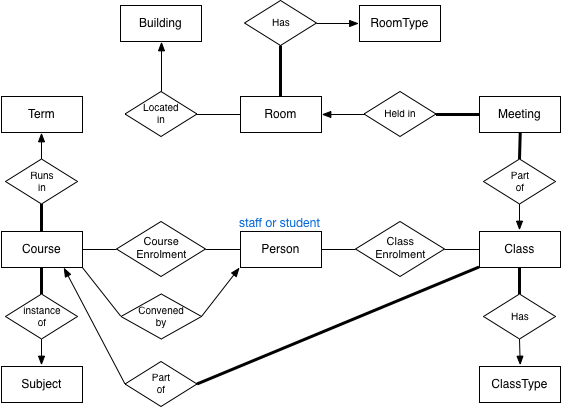 Building
Has
RoomType
Term
Located
in
Room
Held in
Meeting
Runs
in
Part
of
staff or student
Course
Course
Enrolment
Person
Class
Enrolment
Class
instance
of
Convened
by
Has
Subject
Part
of
ClassType